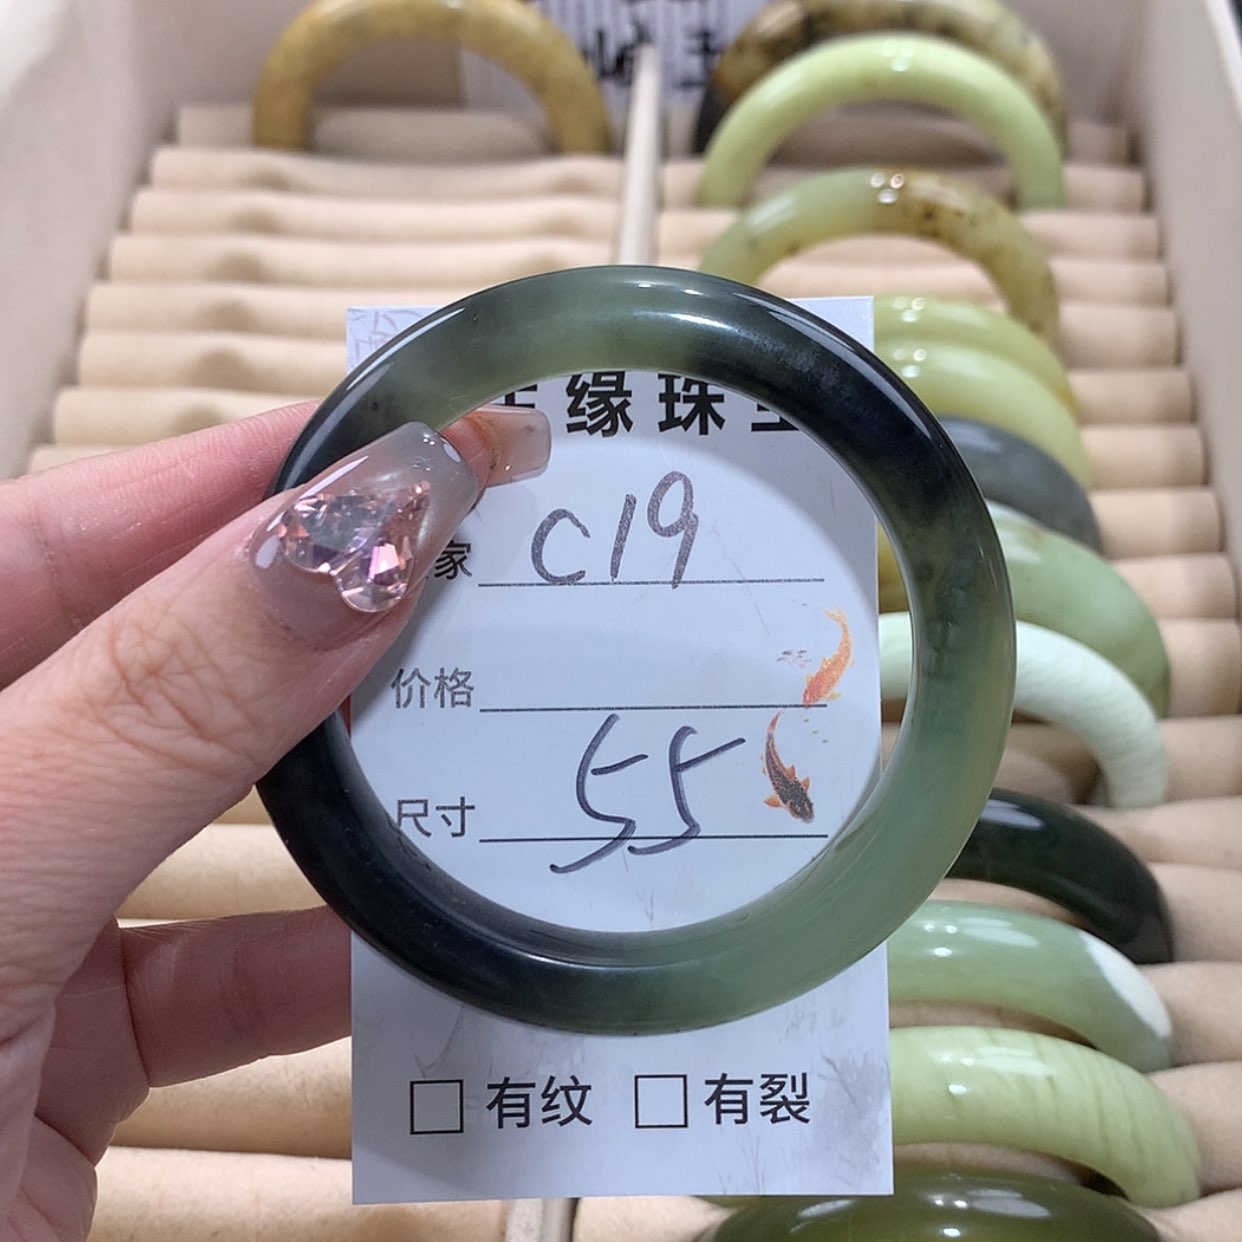 缘珠
家 C19
价格
尺寸 55
有纹 有裂